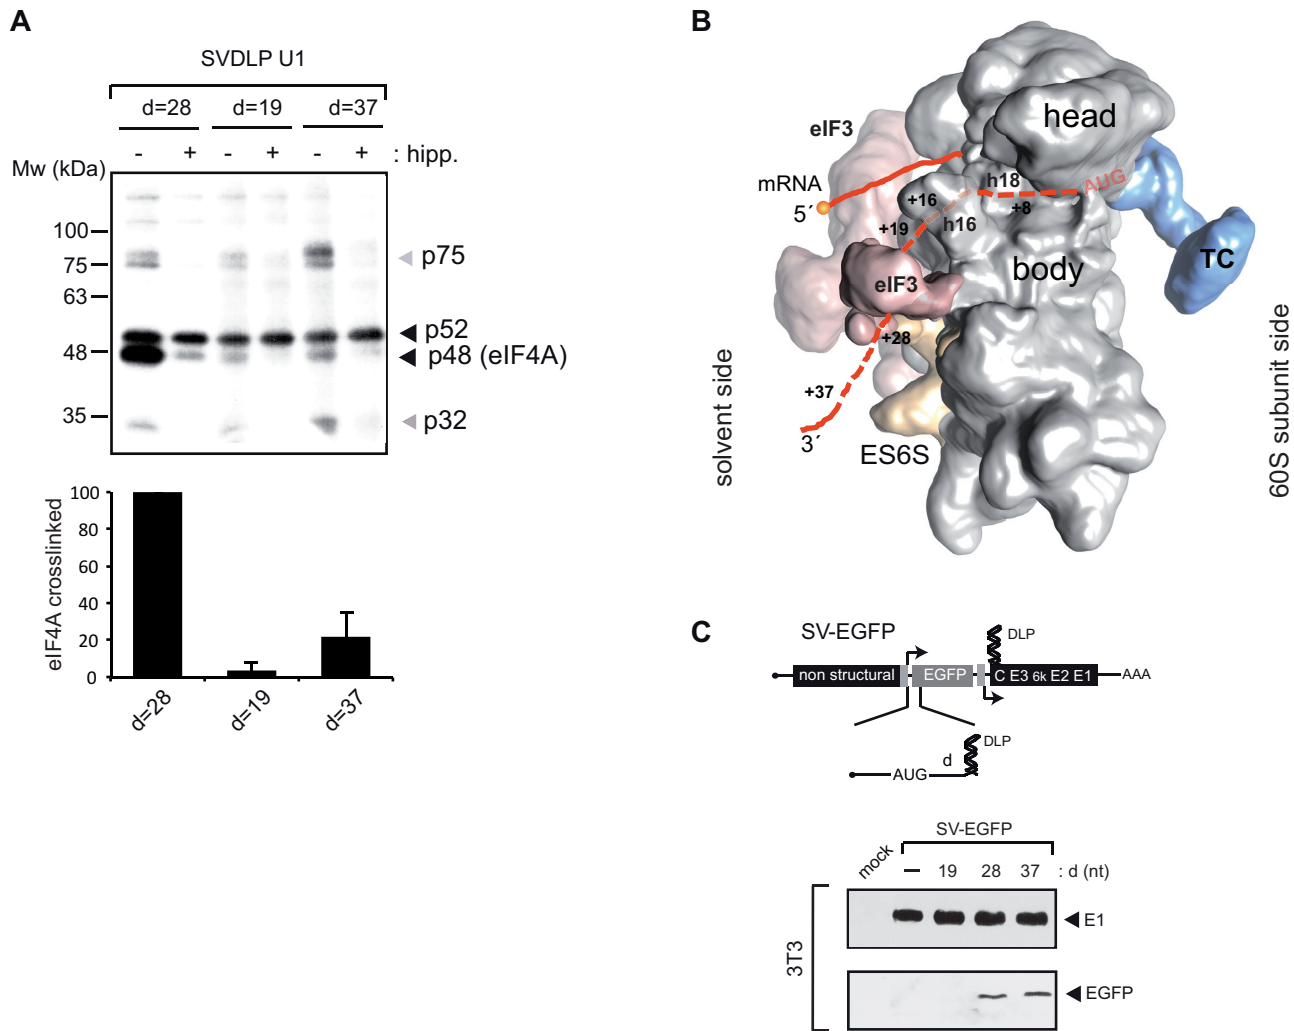 A
SVDLP U1
d=28 d=19 d=37
- + - + - + : hipp.
Mw (kDa)
100
75
63
48
35
p75
p52
p48 (eIF4A)
p32
eIF4A crosslinked
100
80
60
40
20
0
d=28 d=19 d=37
B
eIF3
head
mRNA
5´
h18
AUG
+16
+8
+19
h16
TC
body
eIF3
+28
+37
3´
ES6S
solvent side
60S subunit side
C
SV-EGFP
DLP
non structural EGFP C E3 6k E2 E1 AAA
d DLP
AUG
SV-EGFP
mock – 19 28 37 : d (nt)
3T3
E1
EGFP